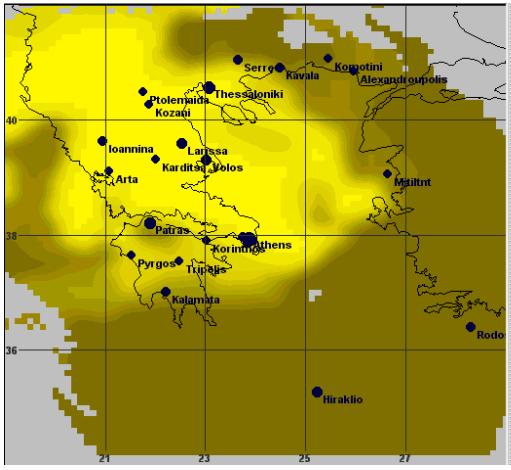 Serres
Komotini
Kavala
Alexandroupolis
Thessaloniki
Ptolemaida
Kozani
40
Ioannina
Larissa
Karditsa
Volos
Arta
Mitilini
Patras
38
Athens
Korinthos
Pyrgos
Tripolis
Kalamata
36
Rodos
Hiraklio
21
23
25
27